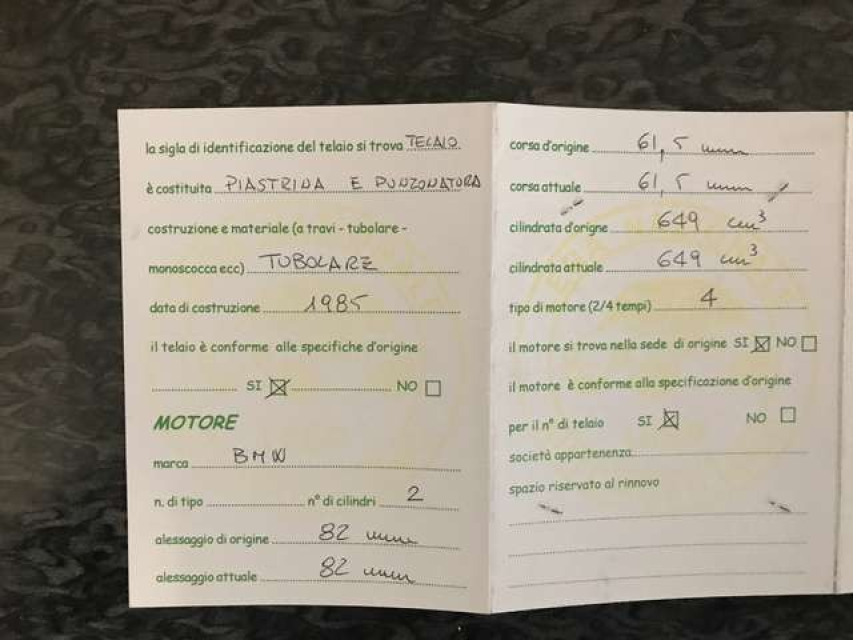 la sigla di identificazione del telaio si trova TELAIO
è costituita PIASTRINA E PUNZONATURA
costruzione e materiale (a travi - tubolare -
monoscocca ecc) TUBOLARE
data di costruzione 1985
il telaio è conforme alle specifiche d'origine
SI ☒ NO ☐
MOTORE
marca BMW
n. di tipo n° di cilindri 2
alessaggio di origine 82 mm
alessaggio attuale 82 mm
corsa d'origine 61,5 mm
corsa attuale 61,5 mm
cilindrata d'origne 649 cm³
cilindrata attuale 649 cm³
tipo di motore (2/4 tempi) 4
il motore si trova nella sede di origine SI ☒ NO ☐
il motore è conforme alla specificazione d'origine
per il n° di telaio SI ☒ NO ☐
società appartenenza
spazio riservato al rinnovo